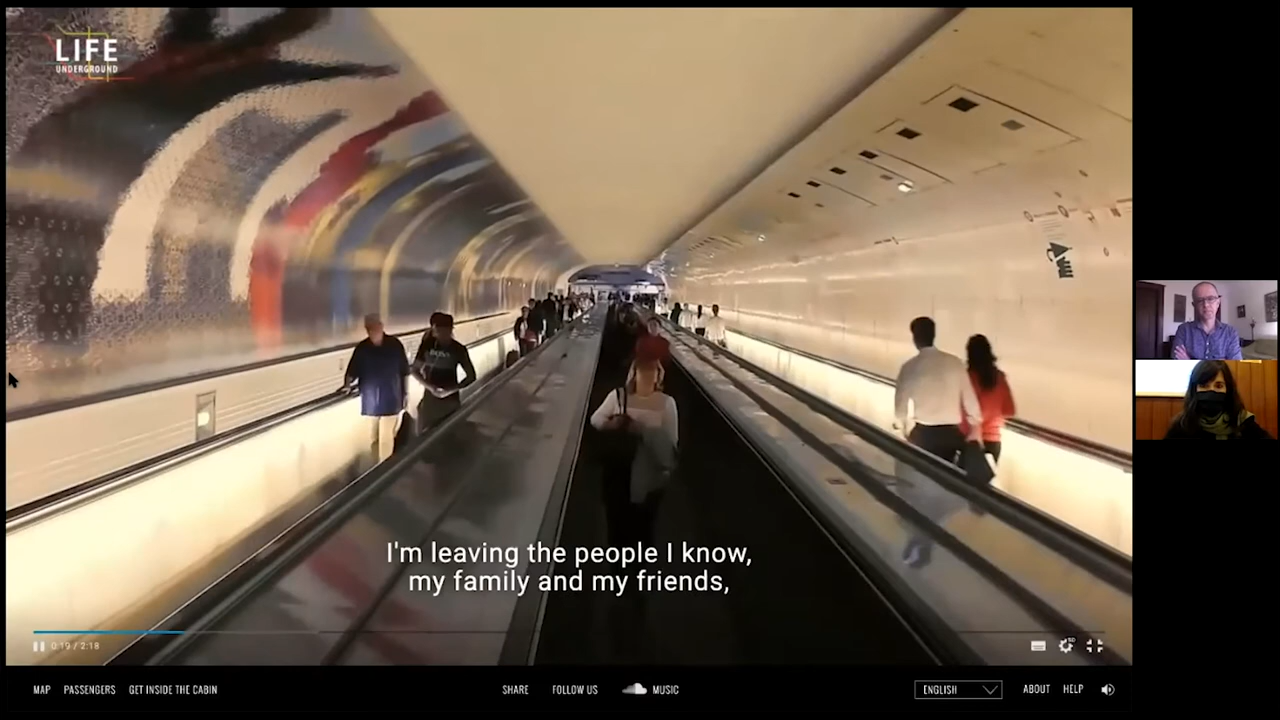 LIFE
UNDERGROUND
I'm leaving the people I know,
my family and my friends,
0:19 / 2:18
MAP PASSENGERS GET INSIDE THE CABIN SHARE FOLLOW US MUSIC ENGLISH ABOUT HELP